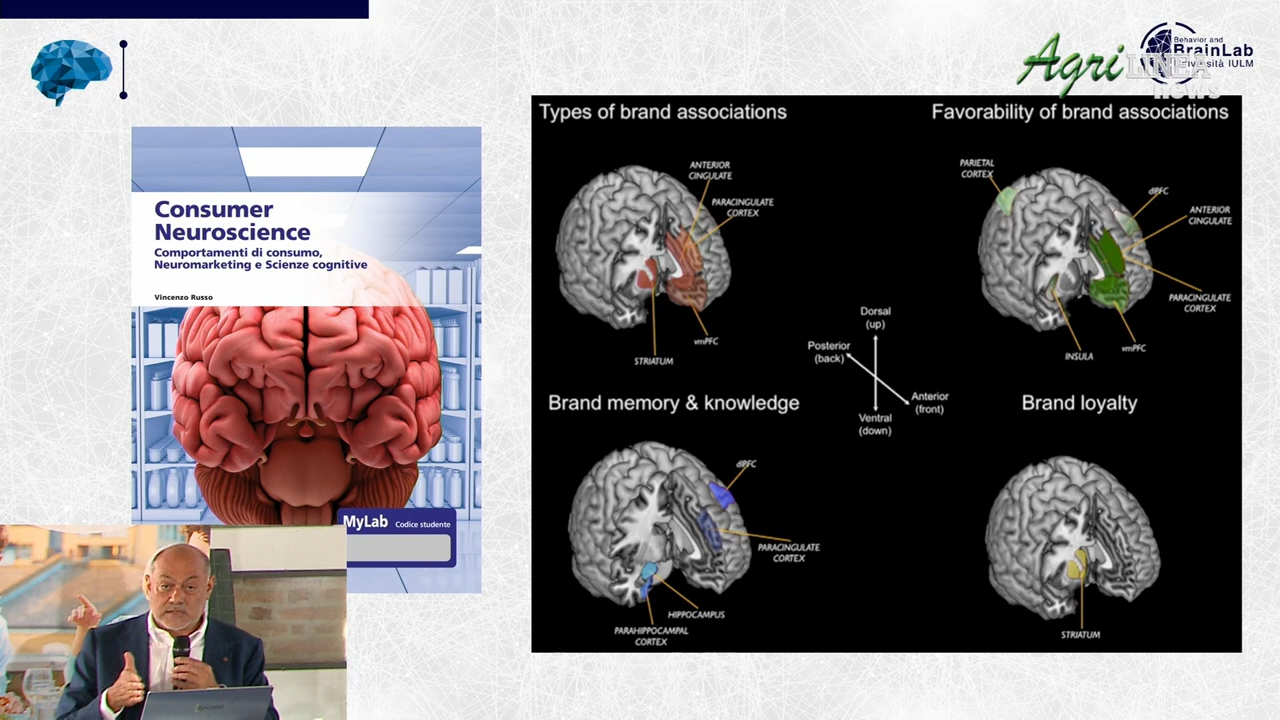 Agri LINEA
news
Behavior and
BrainLab
Università IULM
Consumer
Neuroscience
Comportamenti di consumo,
Neuromarketing e Scienze cognitive
Vincenzo Russo
MyLab Codice studente
Types of brand associations
ANTERIOR
CINGULATE
PARACINGULATE
CORTEX
STRIATUM
vmPFC
Favorability of brand associations
PARIETAL
CORTEX
dlPFC
ANTERIOR
CINGULATE
PARACINGULATE
CORTEX
INSULA
vmPFC
Dorsal
(up)
Posterior
(back)
Anterior
(front)
Ventral
(down)
Brand memory & knowledge
dlPFC
PARACINGULATE
CORTEX
HIPPOCAMPUS
PARAHIPPOCAMPAL
CORTEX
Brand loyalty
STRIATUM